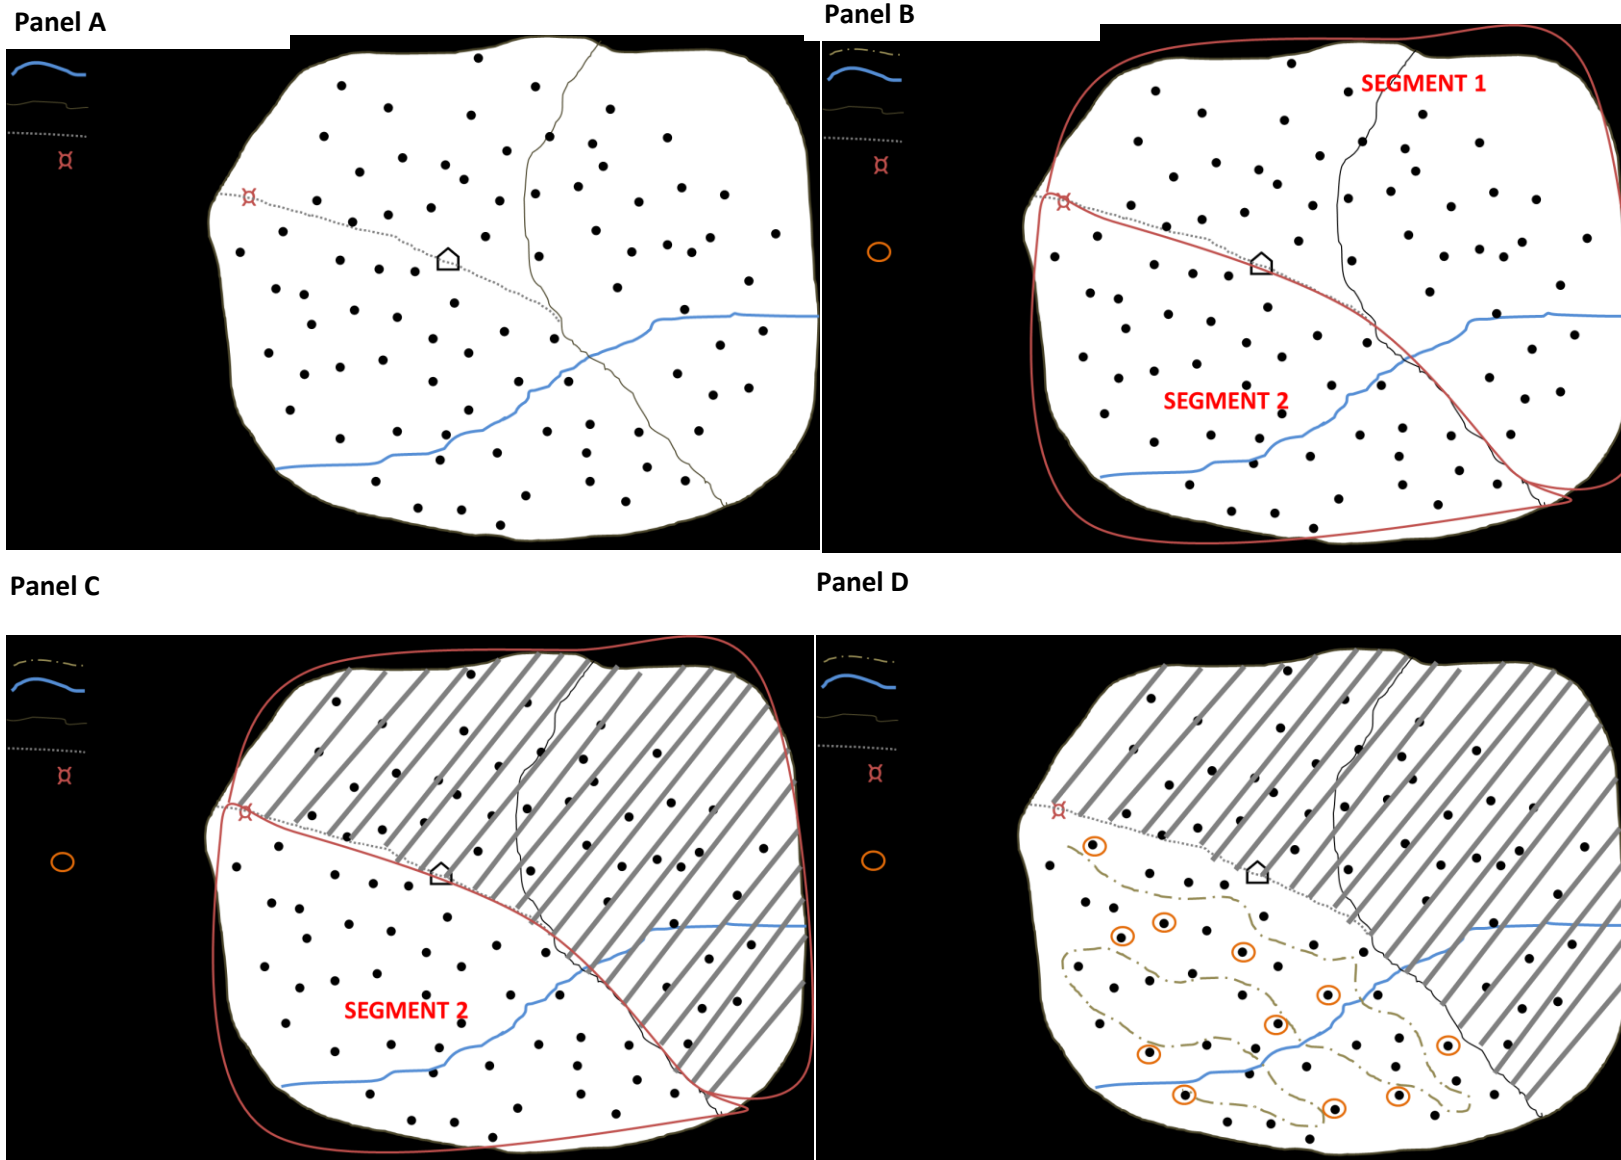 Panel A
Panel B
SEGMENT 1
SEGMENT 2
Panel C
Panel D
SEGMENT 2